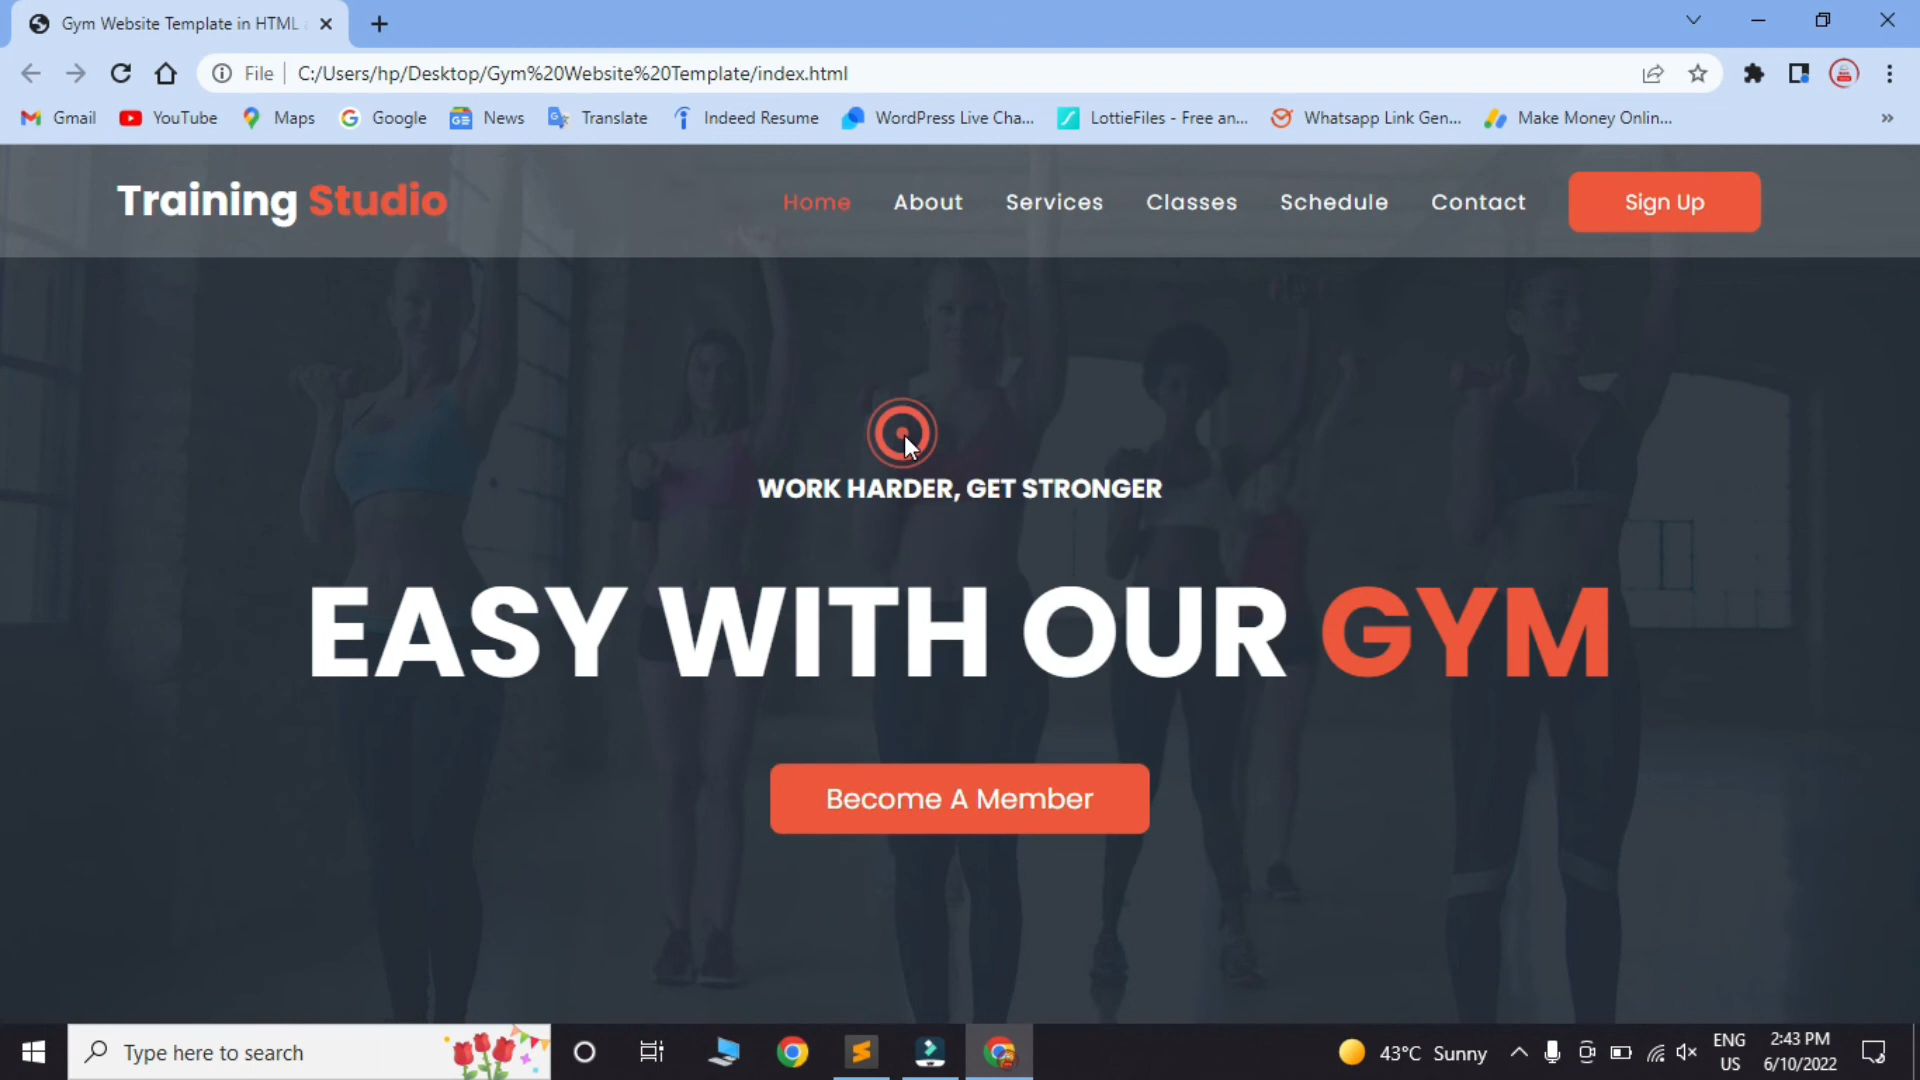 Gym Website Template in HTML
File C:/Users/hp/Desktop/Gym%20Website%20Template/index.html
Gmail YouTube Maps Google News Translate Indeed Resume WordPress Live Cha... LottieFiles - Free an... Whatsapp Link Gen... Make Money Onlin... »
Training Studio Home About Services Classes Schedule Contact Sign Up
WORK HARDER, GET STRONGER
EASY WITH OUR GYM
Become A Member
Type here to search 43°C Sunny ENG 2:43 PM
US 6/10/2022